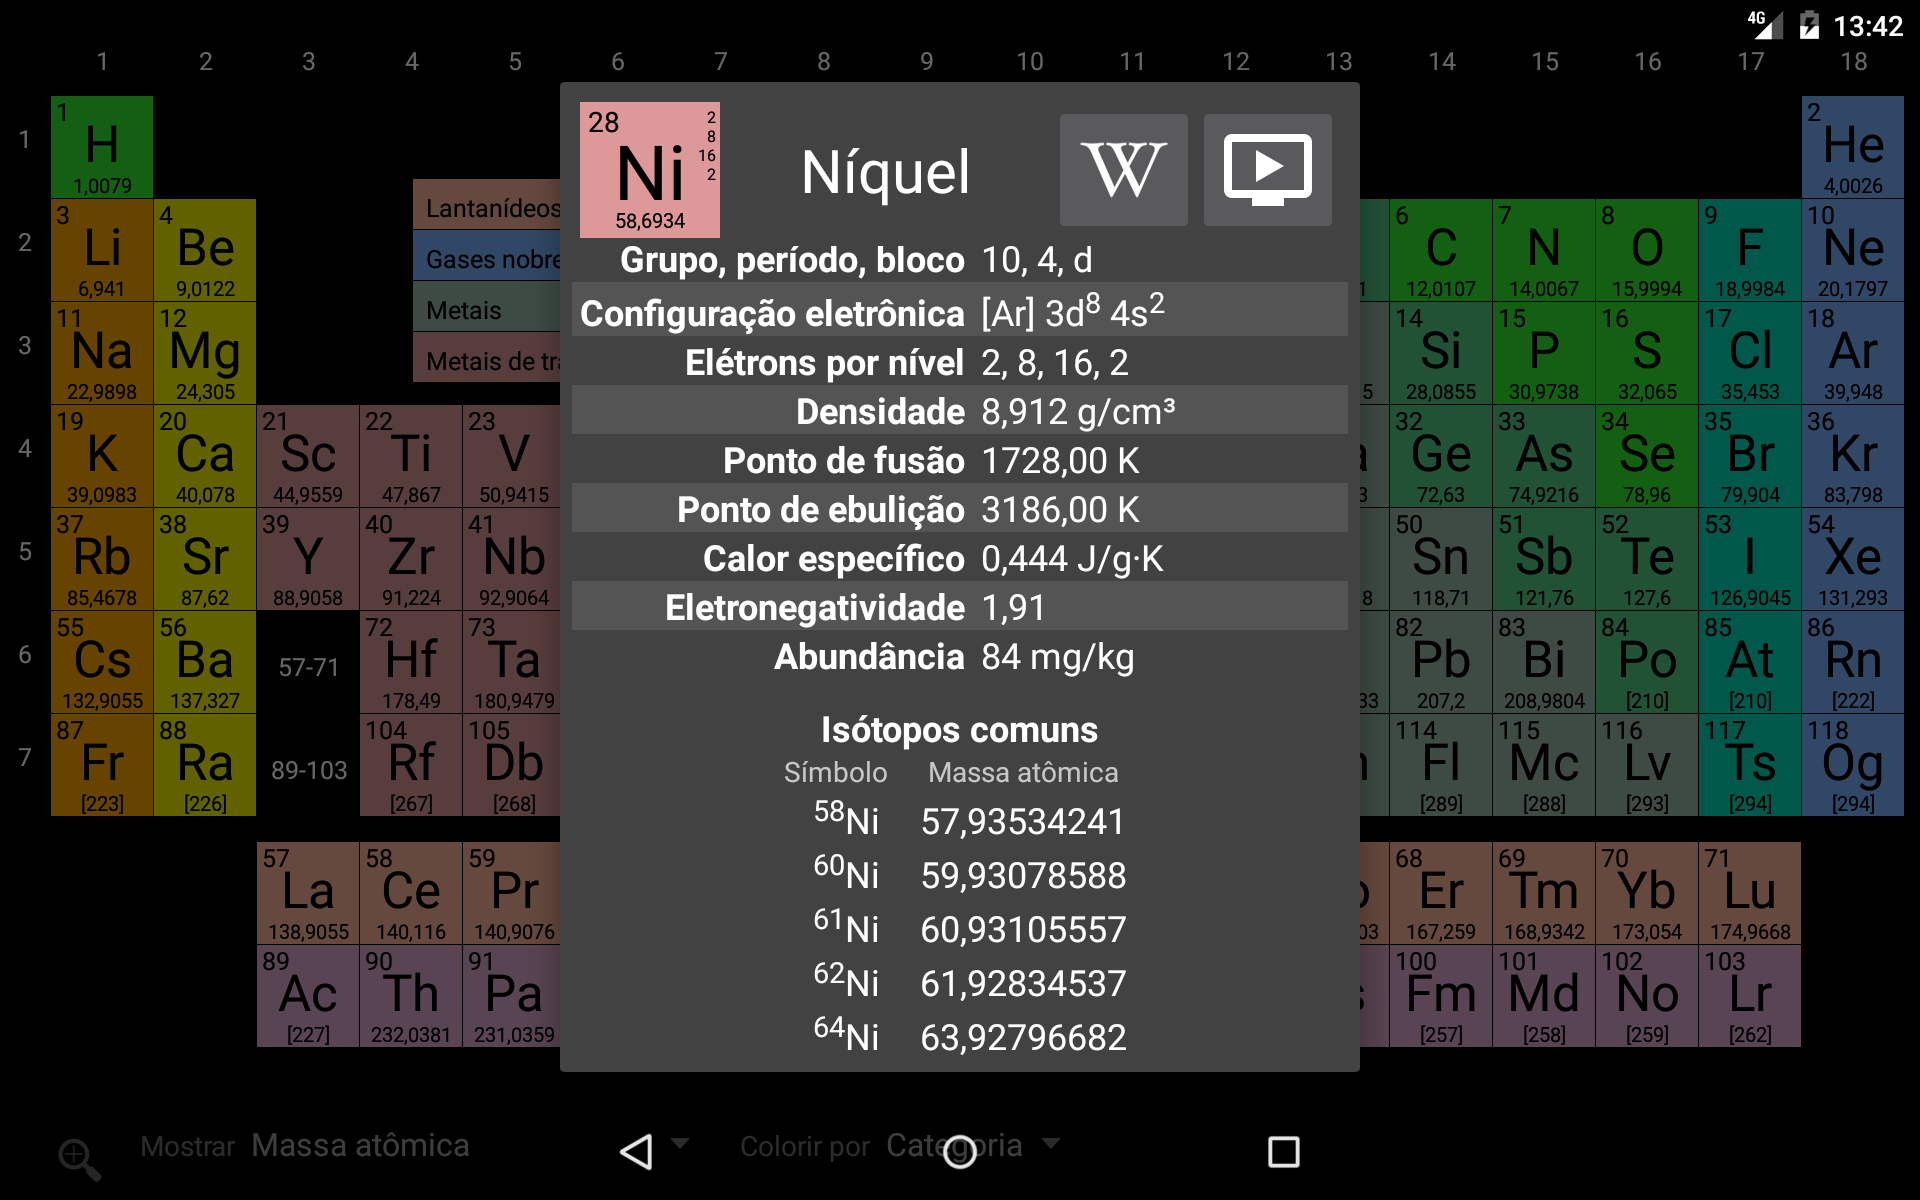 4G 13:42
1 2 3 4 5 6 7 8 9 10 11 12 13 14 15 16 17 18
1 2 3 4 5 6 7
1 H 1,0079
2 He 4,0026
3 Li 6,941
4 Be 9,0122
6 C 12,0107
7 N 14,0067
8 O 15,9994
9 F 18,9984
10 Ne 20,1797
11 Na 22,9898
12 Mg 24,305
14 Si 28,0855
15 P 30,9738
16 S 32,065
17 Cl 35,453
18 Ar 39,948
19 K 39,0983
20 Ca 40,078
21 Sc 44,9559
22 Ti 47,867
23 V 50,9415
32 Ge 72,63
33 As 74,9216
34 Se 78,96
35 Br 79,904
36 Kr 83,798
37 Rb 85,4678
38 Sr 87,62
39 Y 88,9058
40 Zr 91,224
41 Nb 92,9064
50 Sn 118,71
51 Sb 121,76
52 Te 127,6
53 I 126,9045
54 Xe 131,293
55 Cs 132,9055
56 Ba 137,327
57-71
72 Hf 178,49
73 Ta 180,9479
82 Pb 207,2
83 Bi 208,9804
84 Po [210]
85 At [210]
86 Rn [222]
87 Fr [223]
88 Ra [226]
89-103
104 Rf [267]
105 Db [268]
114 Fl [289]
115 Mc [288]
116 Lv [293]
117 Ts [294]
118 Og [294]
57 La 138,9055
58 Ce 140,116
59 Pr 140,9076
68 Er 167,259
69 Tm 168,9342
70 Yb 173,054
71 Lu 174,9668
89 Ac [227]
90 Th 232,0381
91 Pa 231,0359
100 Fm [257]
101 Md [258]
102 No [259]
103 Lr [262]
Lantanídeos
Gases nobre
Metais
Metais de tra
28 Ni 58,6934
2
8
16
2
Níquel
W
Grupo, período, bloco 10, 4, d
Configuração eletrônica [Ar] 3d⁸ 4s²
Elétrons por nível 2, 8, 16, 2
Densidade 8,912 g/cm³
Ponto de fusão 1728,00 K
Ponto de ebulição 3186,00 K
Calor específico 0,444 J/g·K
Eletronegatividade 1,91
Abundância 84 mg/kg
Isótopos comuns
Símbolo Massa atômica
⁵⁸Ni 57,93534241
⁶⁰Ni 59,93078588
⁶¹Ni 60,93105557
⁶²Ni 61,92834537
⁶⁴Ni 63,92796682
Mostrar Massa atômica
Colorir por Categoria